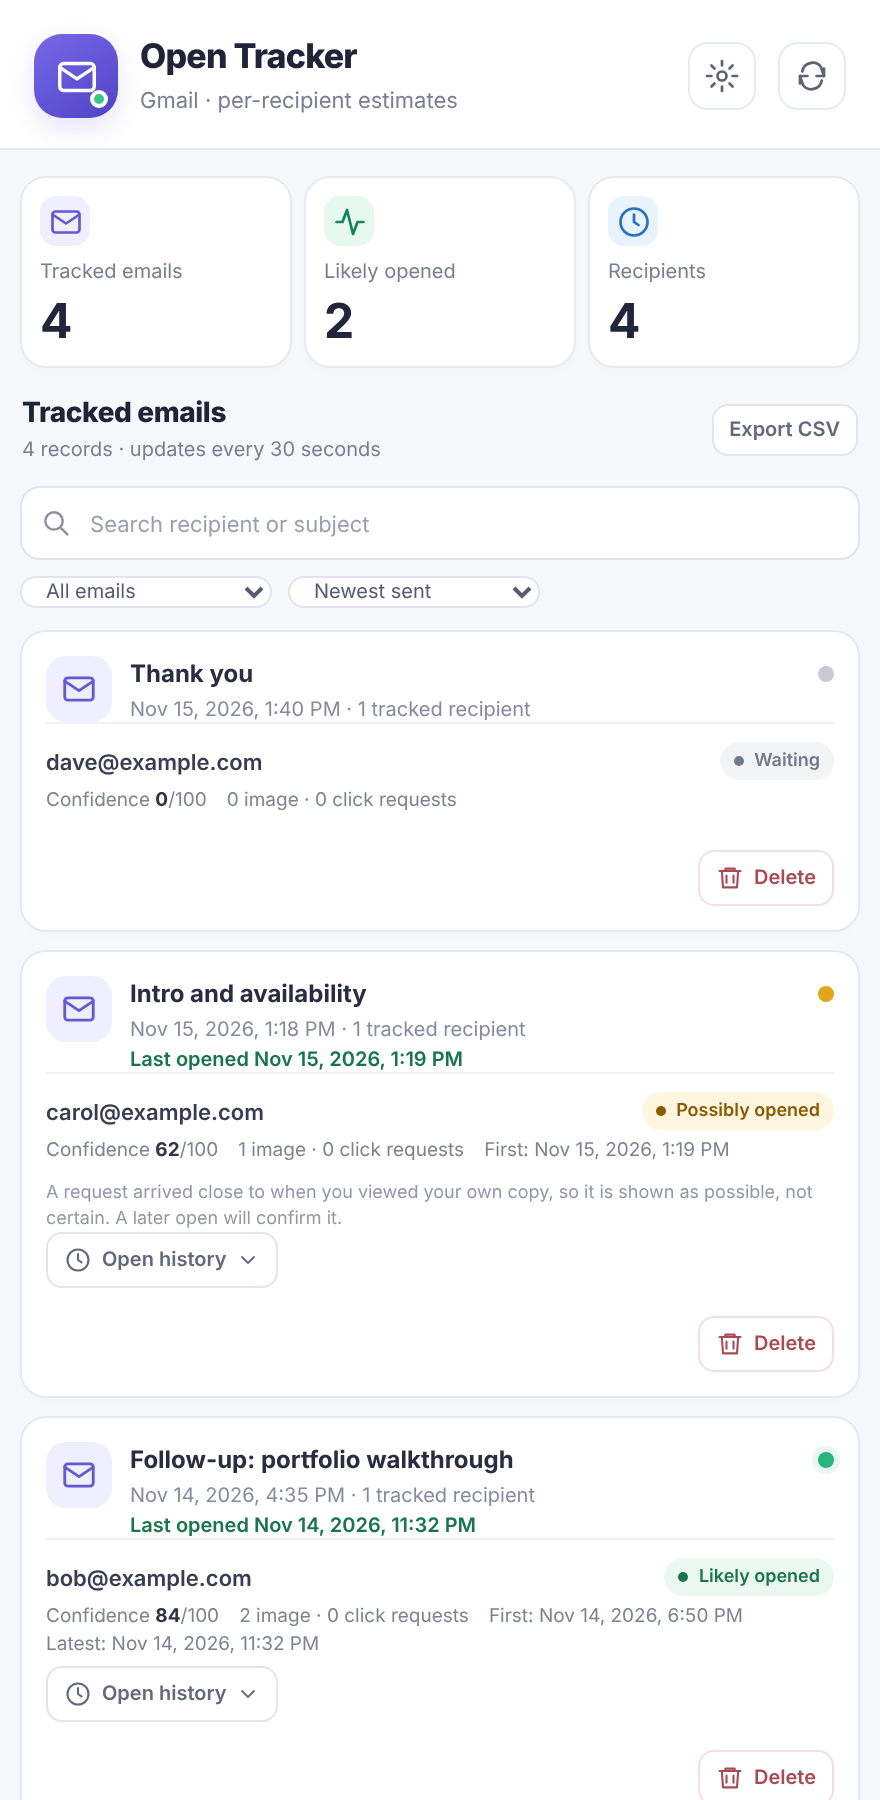 Open Tracker
Gmail · per-recipient estimates
Tracked emails
4
Likely opened
2
Recipients
4
Tracked emails
4 records · updates every 30 seconds
Export CSV
Search recipient or subject
All emails
Newest sent
Thank you
Nov 15, 2026, 1:40 PM · 1 tracked recipient
dave@example.com
Waiting
Confidence 0/100 0 image · 0 click requests
Delete
Intro and availability
Nov 15, 2026, 1:18 PM · 1 tracked recipient
Last opened Nov 15, 2026, 1:19 PM
carol@example.com
Possibly opened
Confidence 62/100 1 image · 0 click requests First: Nov 15, 2026, 1:19 PM
A request arrived close to when you viewed your own copy, so it is shown as possible, not
certain. A later open will confirm it.
Open history
Delete
Follow-up: portfolio walkthrough
Nov 14, 2026, 4:35 PM · 1 tracked recipient
Last opened Nov 14, 2026, 11:32 PM
bob@example.com
Likely opened
Confidence 84/100 2 image · 0 click requests First: Nov 14, 2026, 6:50 PM
Latest: Nov 14, 2026, 11:32 PM
Open history
Delete